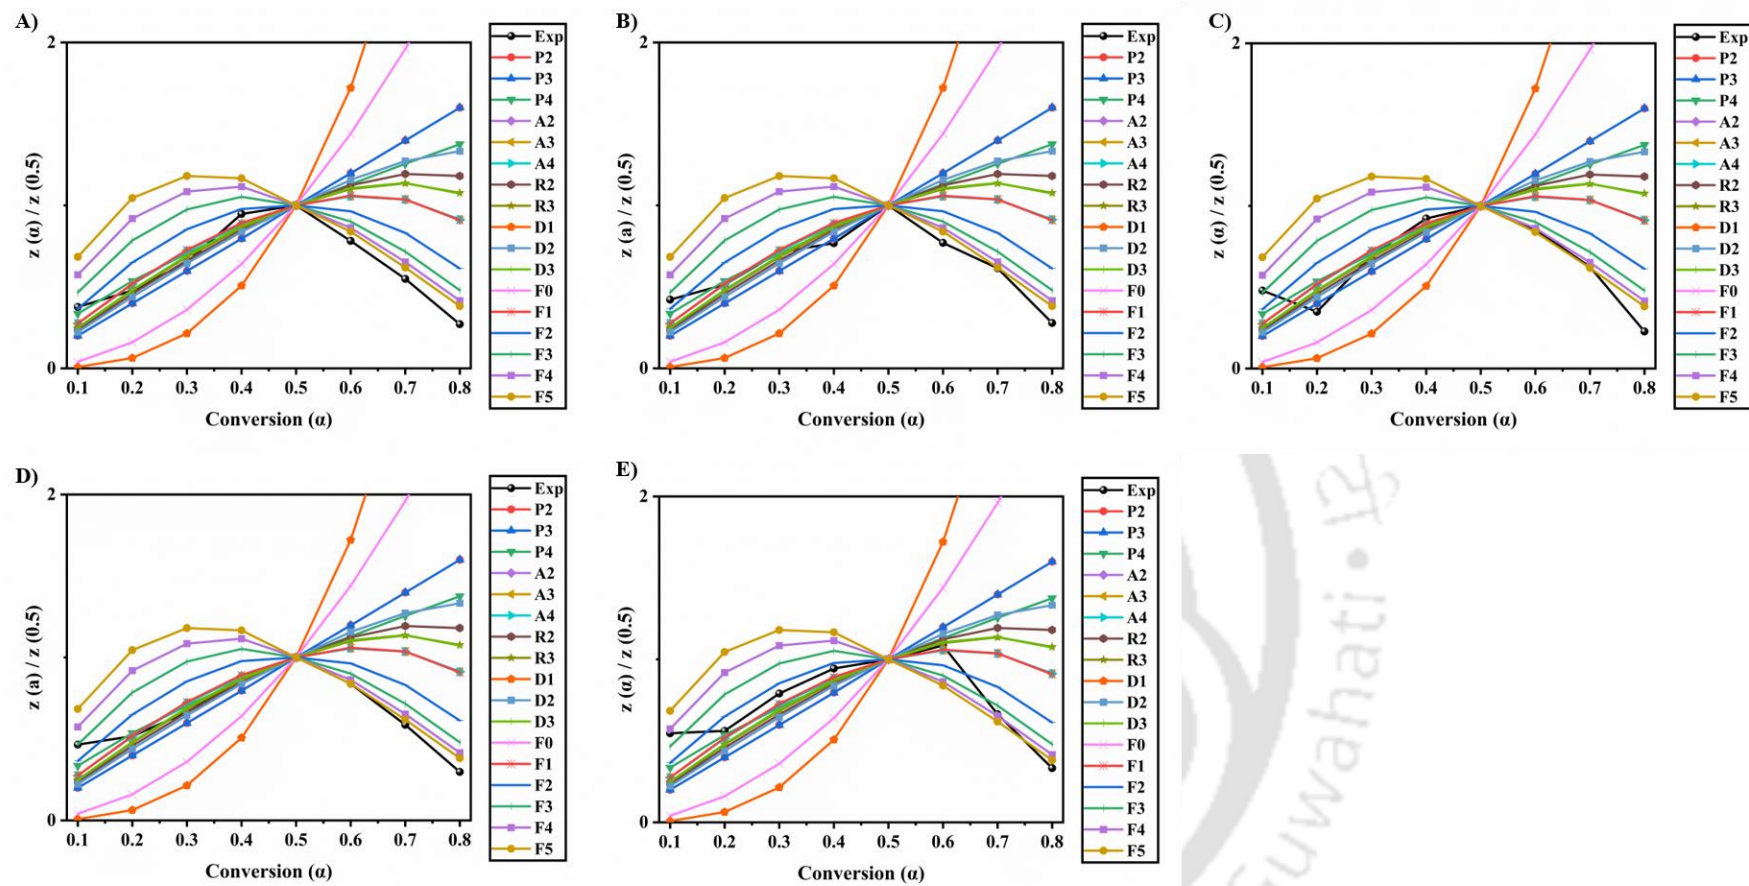 A)
z (α) / z (0.5)
2
0
0.1 0.2 0.3 0.4 0.5 0.6 0.7 0.8
Conversion (α)
Exp
P2
P3
P4
A2
A3
A4
R2
R3
D1
D2
D3
F0
F1
F2
F3
F4
F5
B)
z (a) / z (0.5)
2
0
0.1 0.2 0.3 0.4 0.5 0.6 0.7 0.8
Conversion (α)
Exp
P2
P3
P4
A2
A3
A4
R2
R3
D1
D2
D3
F0
F1
F2
F3
F4
F5
C)
z (α) / z (0.5)
2
0
0.1 0.2 0.3 0.4 0.5 0.6 0.7 0.8
Conversion (α)
Exp
P2
P3
P4
A2
A3
A4
R2
R3
D1
D2
D3
F0
F1
F2
F3
F4
F5
D)
z (a) / z (0.5)
2
0
0.1 0.2 0.3 0.4 0.5 0.6 0.7 0.8
Conversion (α)
Exp
P2
P3
P4
A2
A3
A4
R2
R3
D1
D2
D3
F0
F1
F2
F3
F4
F5
E)
z (α) / z (0.5)
2
0
0.1 0.2 0.3 0.4 0.5 0.6 0.7 0.8
Conversion (α)
Exp
P2
P3
P4
A2
A3
A4
R2
R3
D1
D2
D3
F0
F1
F2
F3
F4
F5
Guwahati